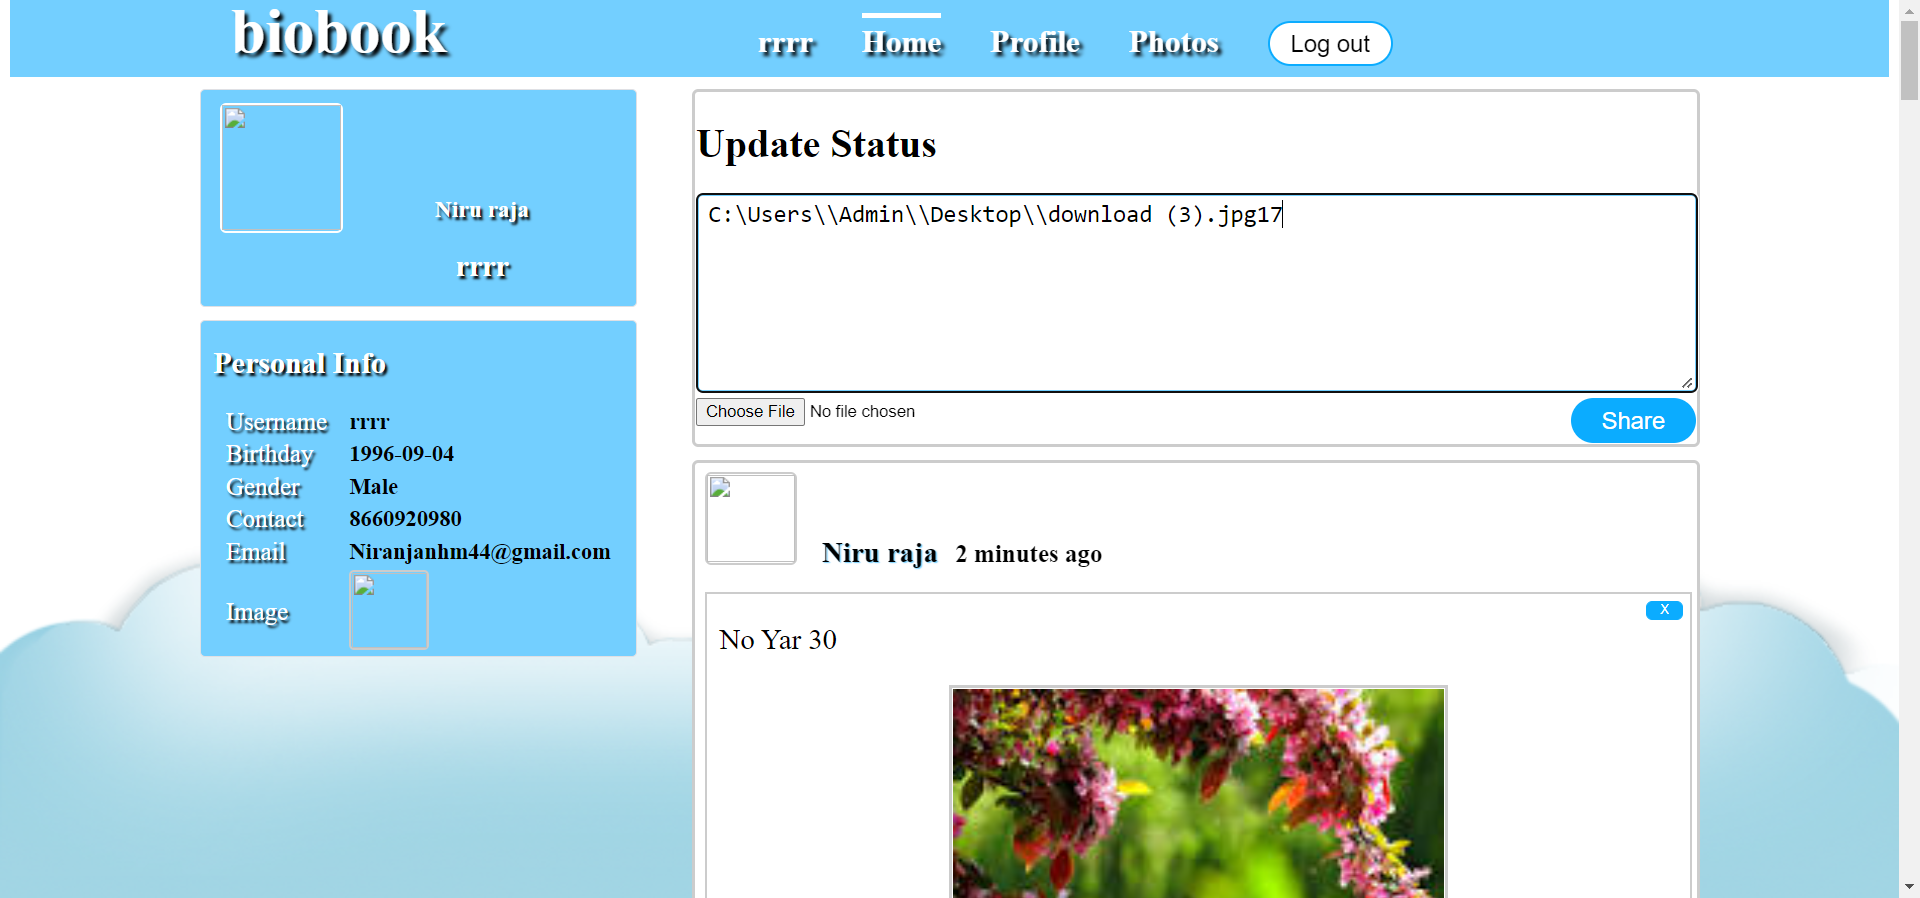 biobook
rrrr Home Profile Photos Log out
Niru raja
rrrr
Personal Info
Username rrrr
Birthday 1996-09-04
Gender Male
Contact 8660920980
Email Niranjanhm44@gmail.com
Image
Update Status
C:\Users\\Admin\\Desktop\\download (3).jpg17
Choose File No file chosen
Share
Niru raja 2 minutes ago
X
No Yar 30